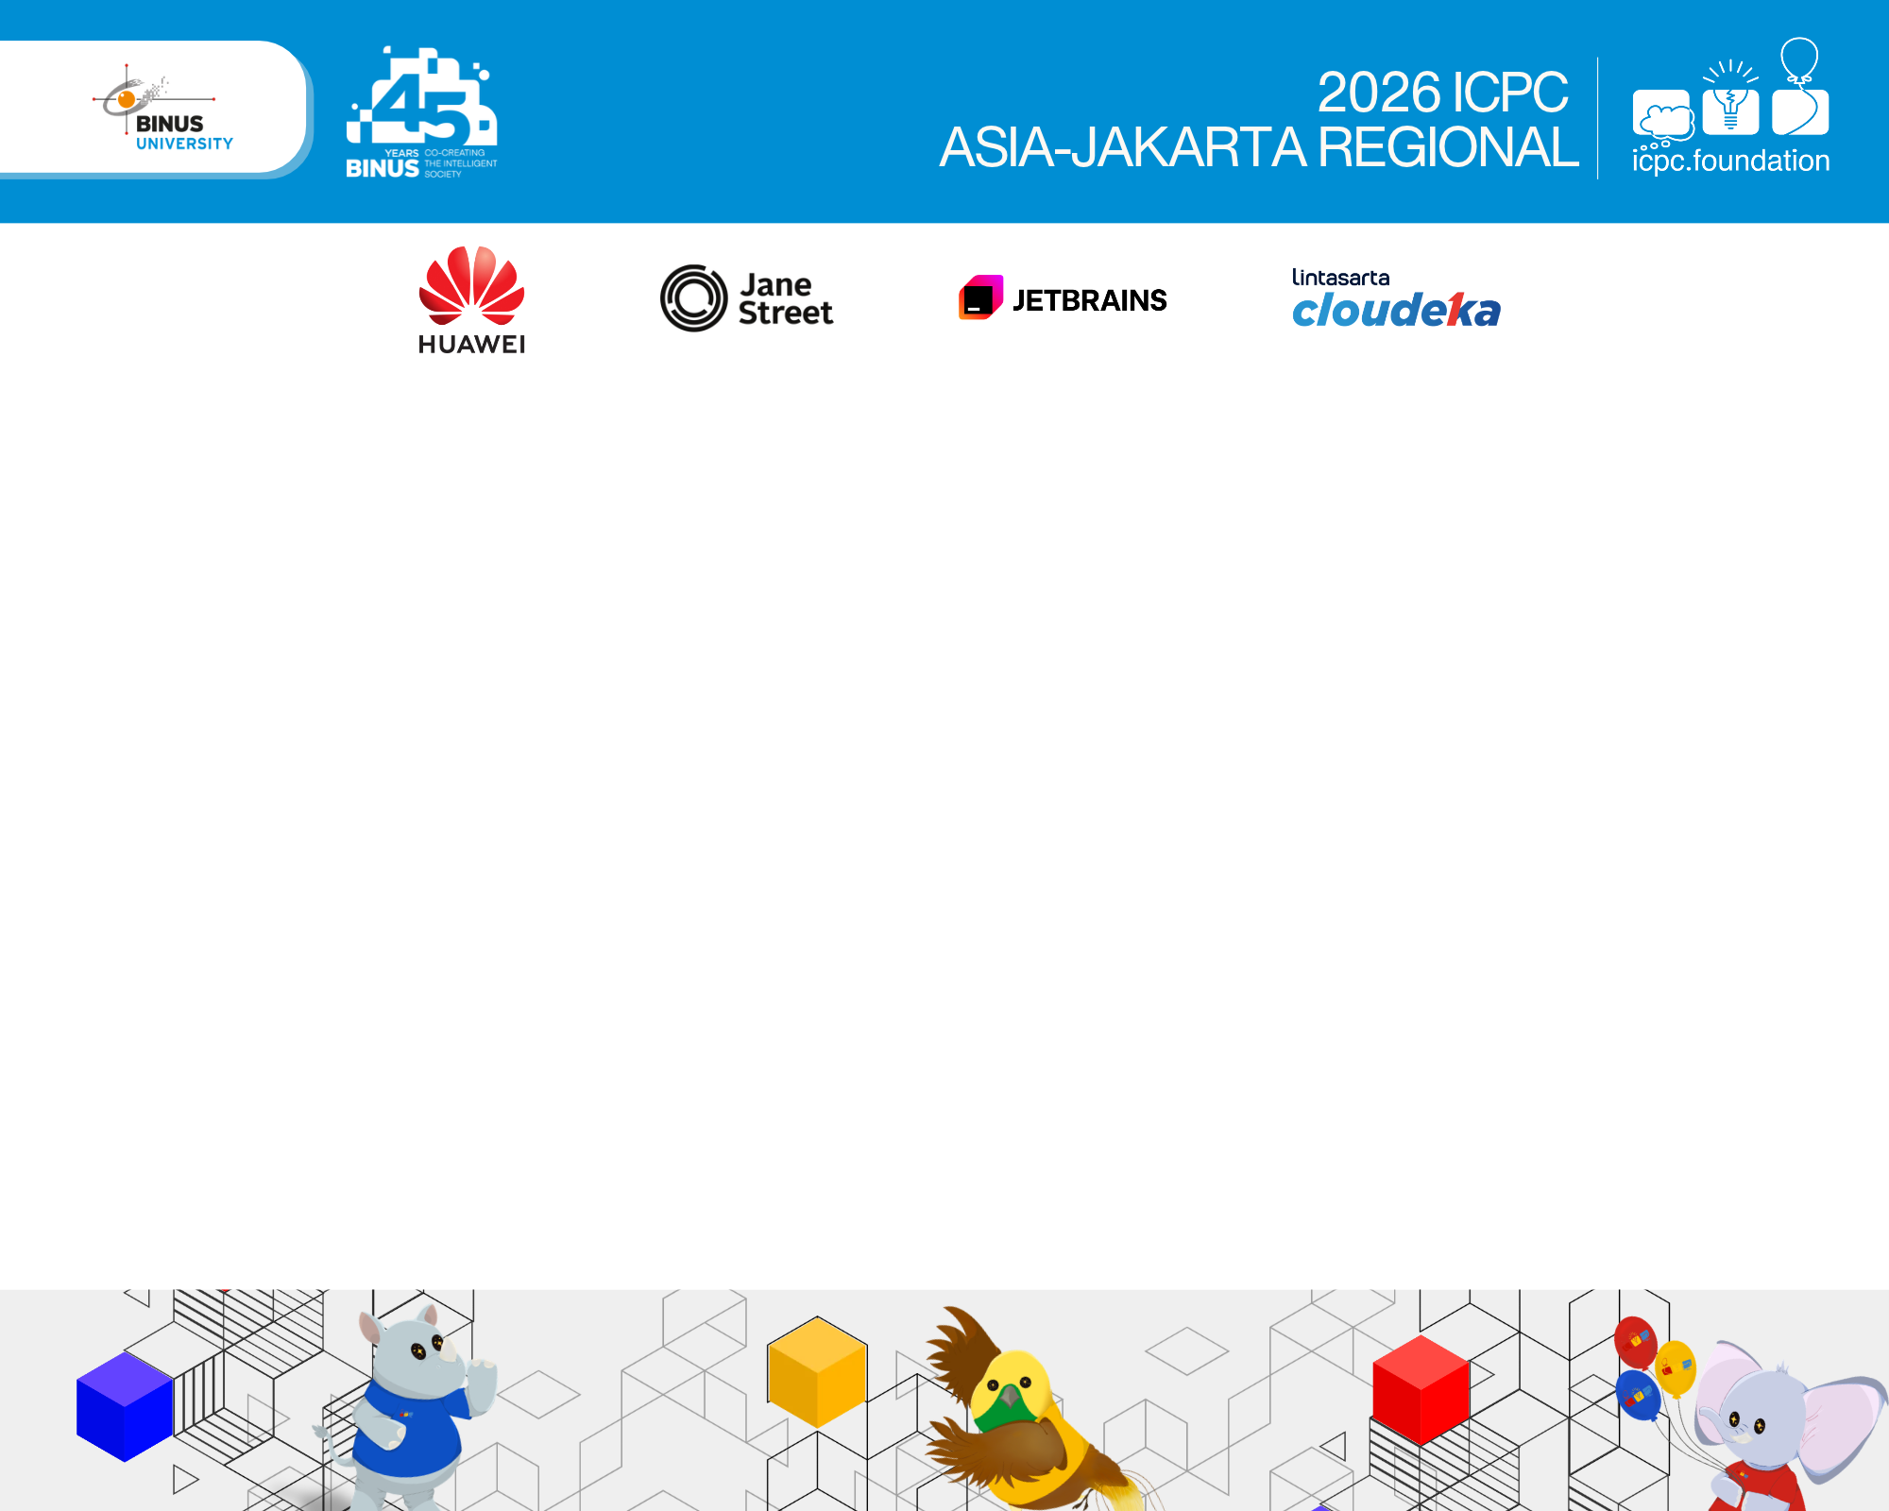 BINUS
UNIVERSITY
45
YEARS
BINUS
CO-CREATING
THE INTELLIGENT
SOCIETY
2026 ICPC
ASIA-JAKARTA REGIONAL
icpc.foundation
HUAWEI
Jane
Street
JETBRAINS
lintasarta
cloudeka